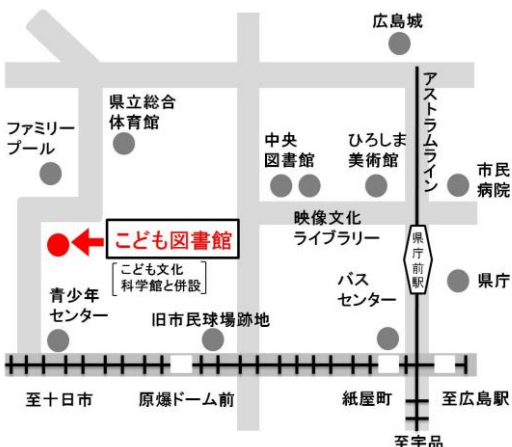 広島城
アストラムライン
県立総合
体育館
ファミリー
プール
中央
図書館
ひろしま
美術館
市民
病院
映像文化
ライブラリー
こども図書館
こども文化
科学館と併設
県庁前駅
県庁
バス
センター
青少年
センター
旧市民球場跡地
至十日市
原爆ドーム前
紙屋町
至広島駅
至宇品